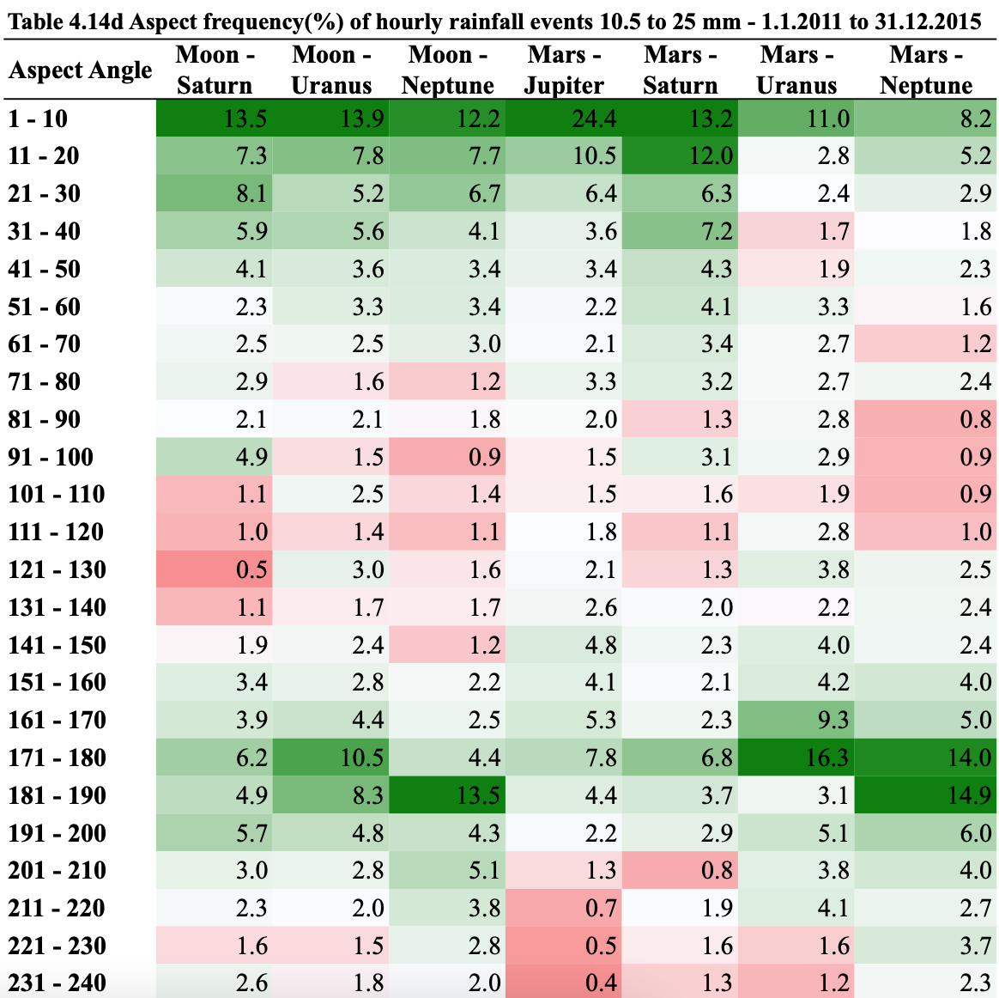 Table 4.14d Aspect frequency(%) of hourly rainfall events 10.5 to 25 mm - 1.1.2011 to 31.12.2015
Aspect Angle Moon - Saturn Moon - Uranus Moon - Neptune Mars - Jupiter Mars - Saturn Mars - Uranus Mars - Neptune
1 - 10 13.5 13.9 12.2 24.4 13.2 11.0 8.2
11 - 20 7.3 7.8 7.7 10.5 12.0 2.8 5.2
21 - 30 8.1 5.2 6.7 6.4 6.3 2.4 2.9
31 - 40 5.9 5.6 4.1 3.6 7.2 1.7 1.8
41 - 50 4.1 3.6 3.4 3.4 4.3 1.9 2.3
51 - 60 2.3 3.3 3.4 2.2 4.1 3.3 1.6
61 - 70 2.5 2.5 3.0 2.1 3.4 2.7 1.2
71 - 80 2.9 1.6 1.2 3.3 3.2 2.7 2.4
81 - 90 2.1 2.1 1.8 2.0 1.3 2.8 0.8
91 - 100 4.9 1.5 0.9 1.5 3.1 2.9 0.9
101 - 110 1.1 2.5 1.4 1.5 1.6 1.9 0.9
111 - 120 1.0 1.4 1.1 1.8 1.1 2.8 1.0
121 - 130 0.5 3.0 1.6 2.1 1.3 3.8 2.5
131 - 140 1.1 1.7 1.7 2.6 2.0 2.2 2.4
141 - 150 1.9 2.4 1.2 4.8 2.3 4.0 2.4
151 - 160 3.4 2.8 2.2 4.1 2.1 4.2 4.0
161 - 170 3.9 4.4 2.5 5.3 2.3 9.3 5.0
171 - 180 6.2 10.5 4.4 7.8 6.8 16.3 14.0
181 - 190 4.9 8.3 13.5 4.4 3.7 3.1 14.9
191 - 200 5.7 4.8 4.3 2.2 2.9 5.1 6.0
201 - 210 3.0 2.8 5.1 1.3 0.8 3.8 4.0
211 - 220 2.3 2.0 3.8 0.7 1.9 4.1 2.7
221 - 230 1.6 1.5 2.8 0.5 1.6 1.6 3.7
231 - 240 2.6 1.8 2.0 0.4 1.3 1.2 2.3